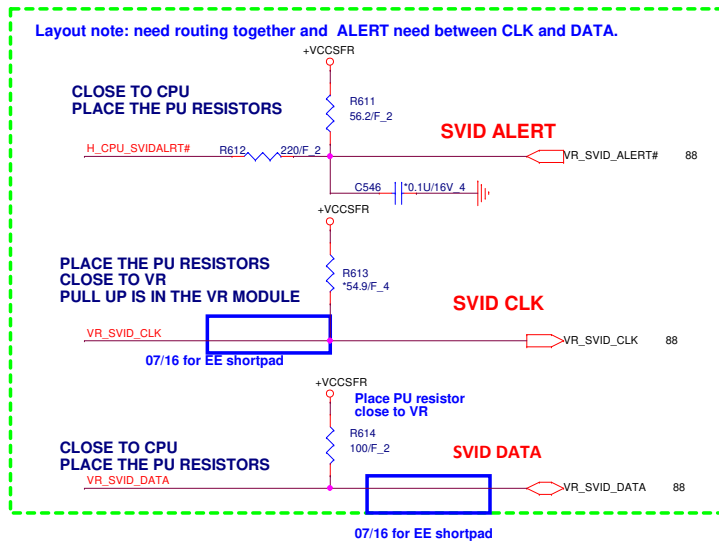 Layout note: need routing together and ALERT need between CLK and DATA.
+VCCSFR
CLOSE TO CPU
PLACE THE PU RESISTORS
R611
56.2/F_2
SVID ALERT
H_CPU_SVIDALRT#
R612
220/F_2
VR_SVID_ALERT#
88
C546
*0.1U/16V_4
+VCCSFR
PLACE THE PU RESISTORS
CLOSE TO VR
PULL UP IS IN THE VR MODULE
R613
*54.9/F_4
SVID CLK
VR_SVID_CLK
VR_SVID_CLK
88
07/16 for EE shortpad
+VCCSFR
Place PU resistor
close to VR
R614
100/F_2
CLOSE TO CPU
PLACE THE PU RESISTORS
SVID DATA
VR_SVID_DATA
VR_SVID_DATA
88
07/16 for EE shortpad